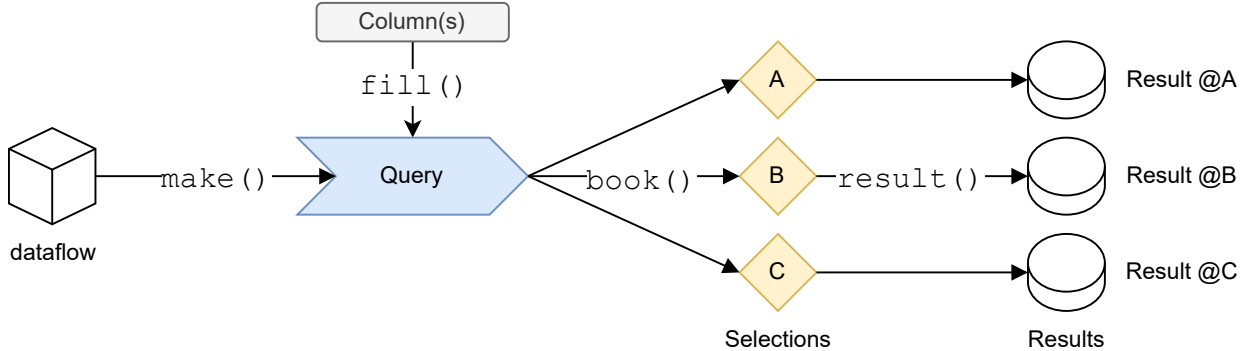 Column(s)
fill()
A
Result @A
make()
Query
book()
B
result()
Result @B
dataflow
C
Result @C
Selections
Results